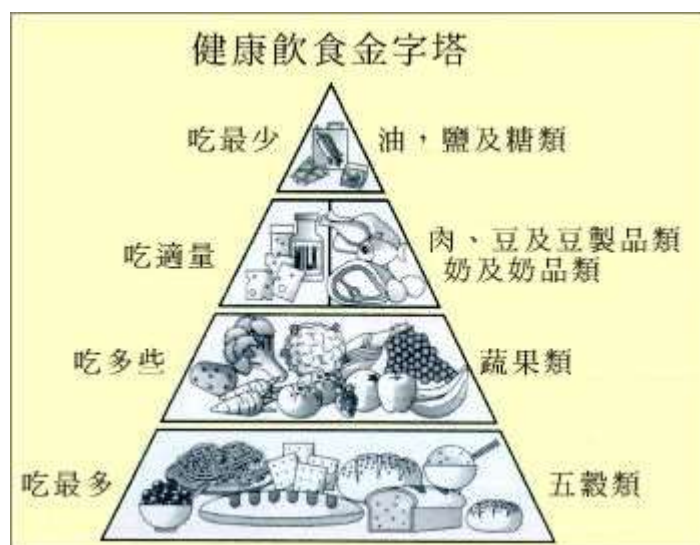 健康飲食金字塔
吃最少
油，鹽及糖類
吃適量
肉、豆及豆製品類
奶及奶品類
吃多些
蔬果類
吃最多
五穀類